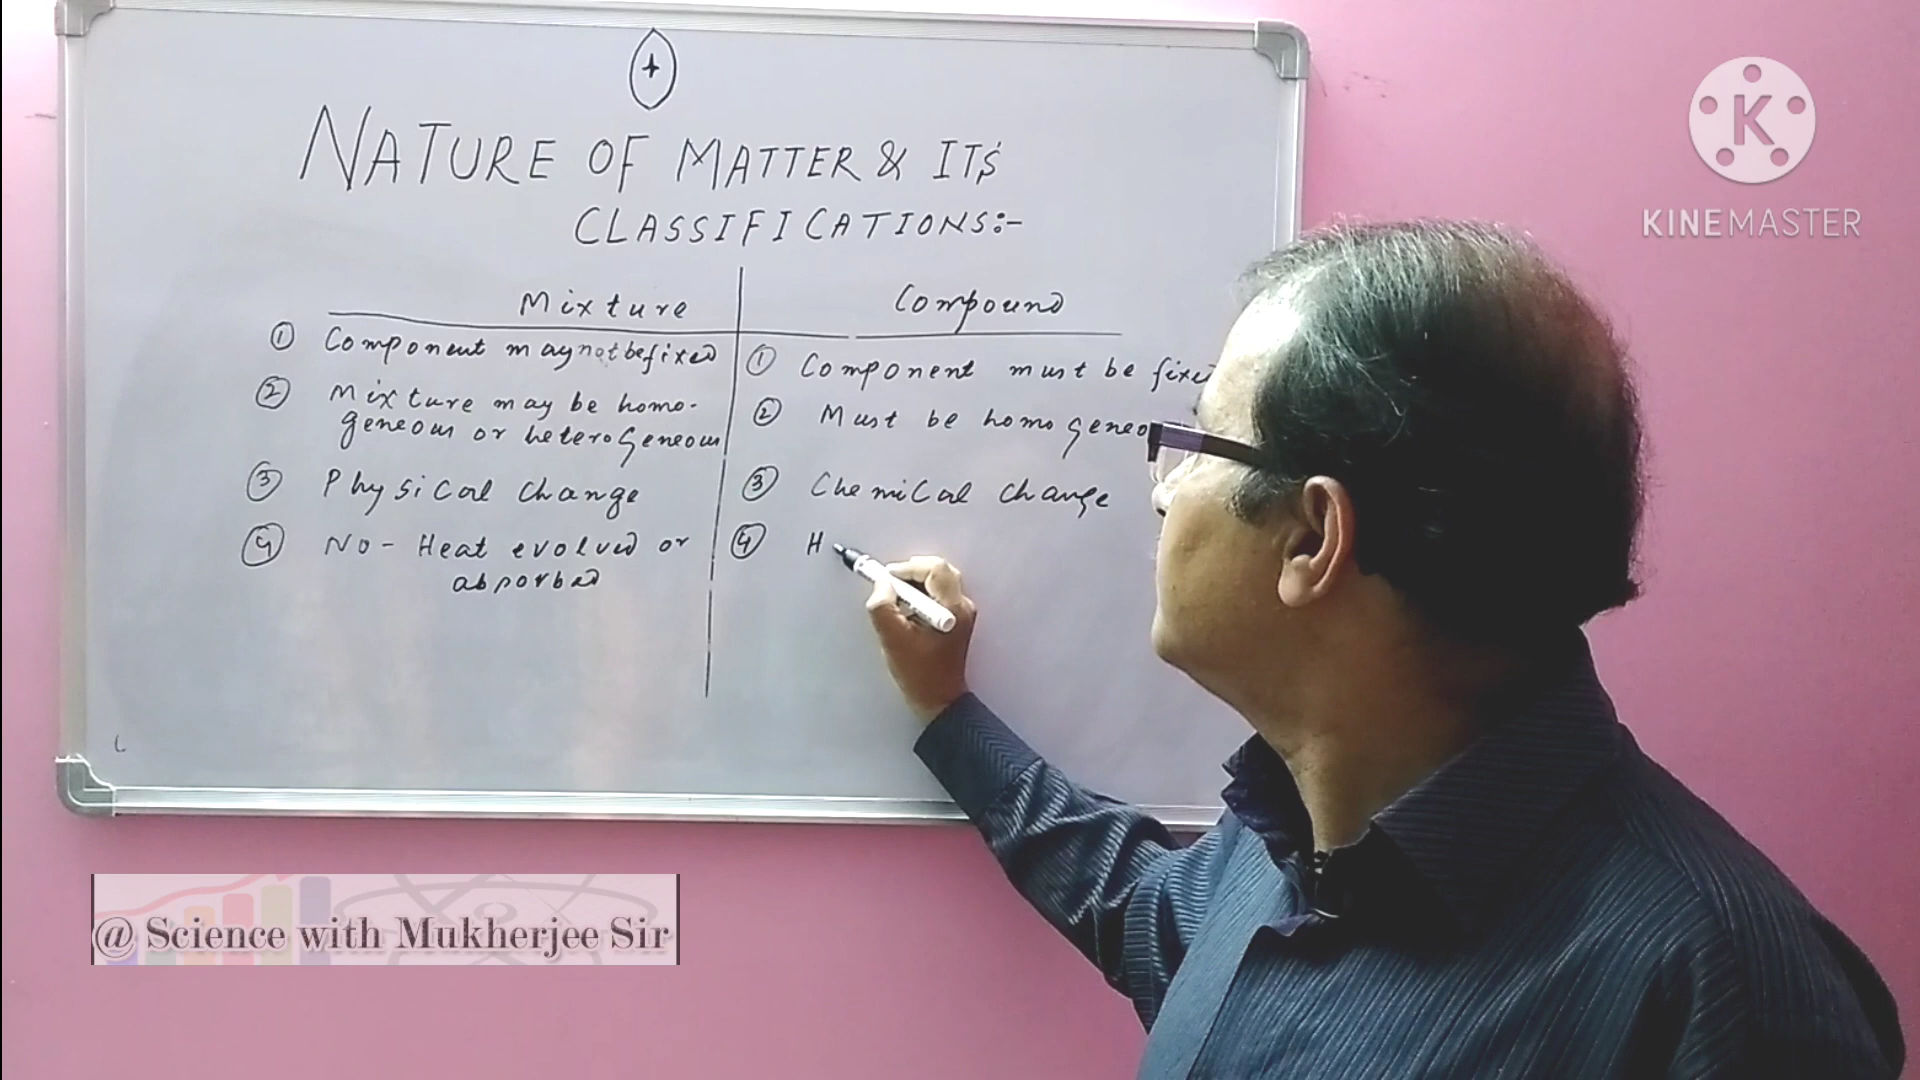 +
NATURE OF MATTER & ITS
CLASSIFICATIONS:-
Mixture
Compound
① Component may not be fixed
② Mixture may be homo-
geneous or heterogeneous
③ Physical change
④ No- Heat evolved or
absorbed
① Component must be fixe
② Must be homogeneo
③ Chemical change
④ H
K
KINEMASTER
@ Science with Mukherjee Sir